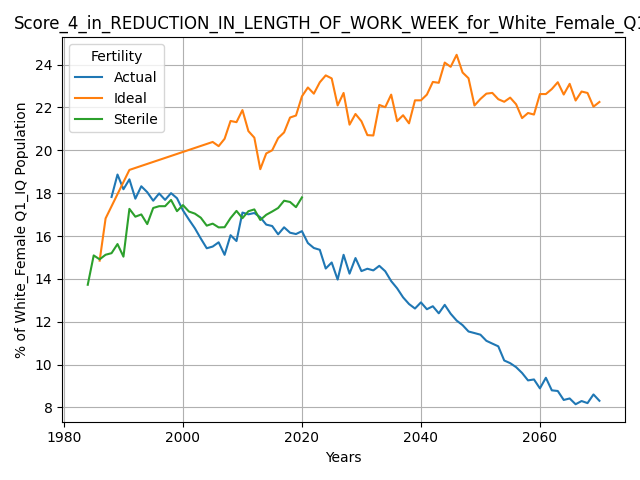 Score_4_in_REDUCTION_IN_LENGTH_OF_WORK_WEEK_for_White_Female_Q1
Fertility
Actual
Ideal
Sterile
% of White_Female Q1_IQ Population
24
22
20
18
16
14
12
10
8
1980 2000 2020 2040 2060
Years